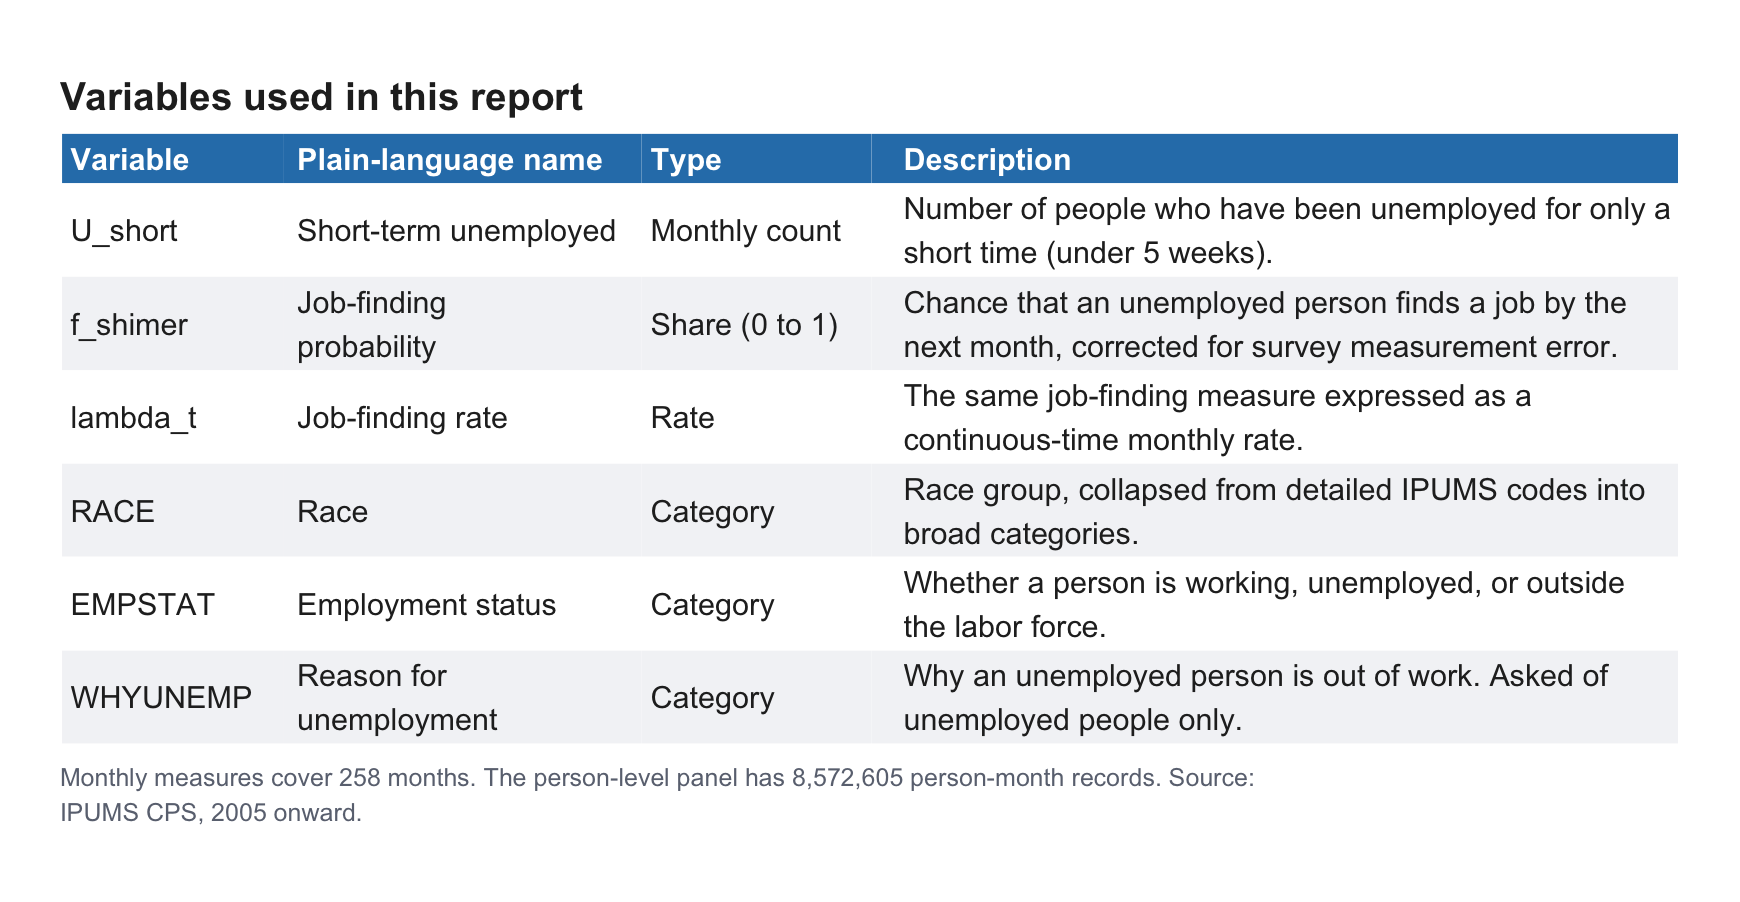 Variables used in this report
Variable Plain-language name Type Description
U_short Short-term unemployed Monthly count Number of people who have been unemployed for only a
short time (under 5 weeks).
f_shimer Job-finding
probability Share (0 to 1) Chance that an unemployed person finds a job by the
next month, corrected for survey measurement error.
lambda_t Job-finding rate Rate The same job-finding measure expressed as a
continuous-time monthly rate.
RACE Race Category Race group, collapsed from detailed IPUMS codes into
broad categories.
EMPSTAT Employment status Category Whether a person is working, unemployed, or outside
the labor force.
WHYUNEMP Reason for
unemployment Category Why an unemployed person is out of work. Asked of
unemployed people only.
Monthly measures cover 258 months. The person-level panel has 8,572,605 person-month records. Source:
IPUMS CPS, 2005 onward.